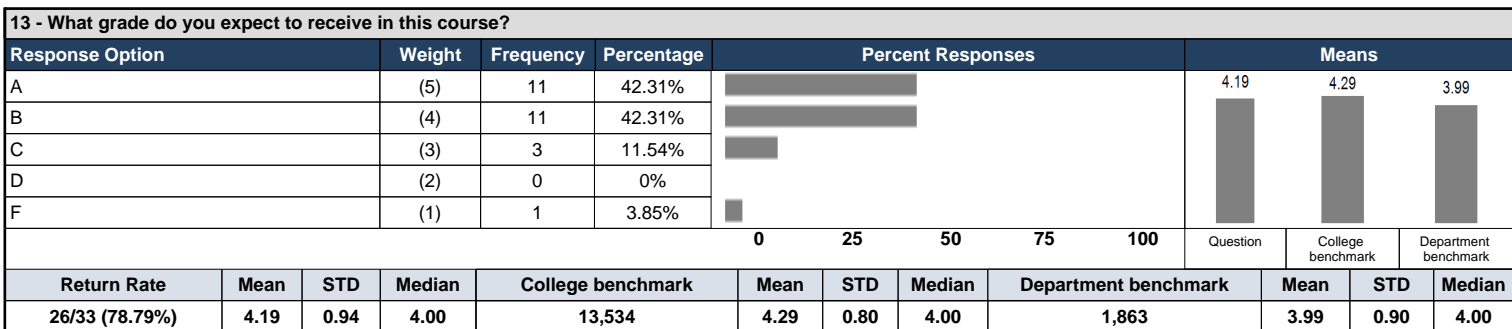 13 - What grade do you expect to receive in this course?
Response Option Weight Frequency Percentage Percent Responses Means
A (5) 11 42.31%
B (4) 11 42.31%
C (3) 3 11.54%
D (2) 0 0%
F (1) 1 3.85%
4.19 4.29 3.99
0 25 50 75 100
Question College benchmark Department benchmark
Return Rate Mean STD Median College benchmark Mean STD Median Department benchmark Mean STD Median
26/33 (78.79%) 4.19 0.94 4.00 13,534 4.29 0.80 4.00 1,863 3.99 0.90 4.00